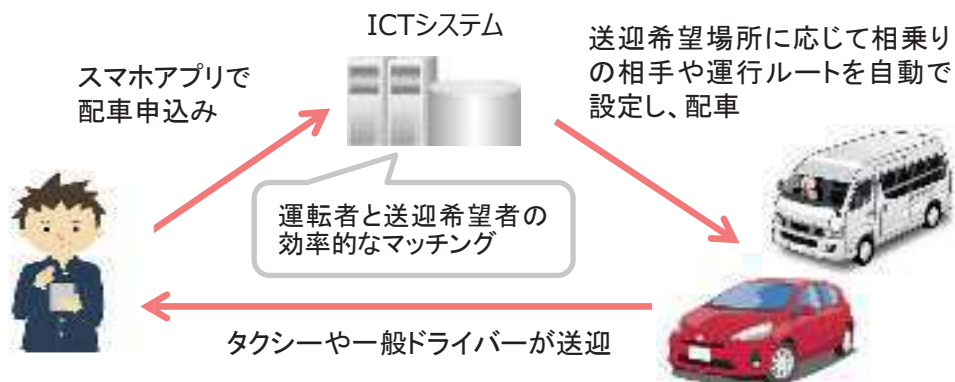 ICTシステム
スマホアプリで
配車申込み
送迎希望場所に応じて相乗り
の相手や運行ルートを自動で
設定し、配車
運転者と送迎希望者の
効率的なマッチング
タクシーや一般ドライバーが送迎